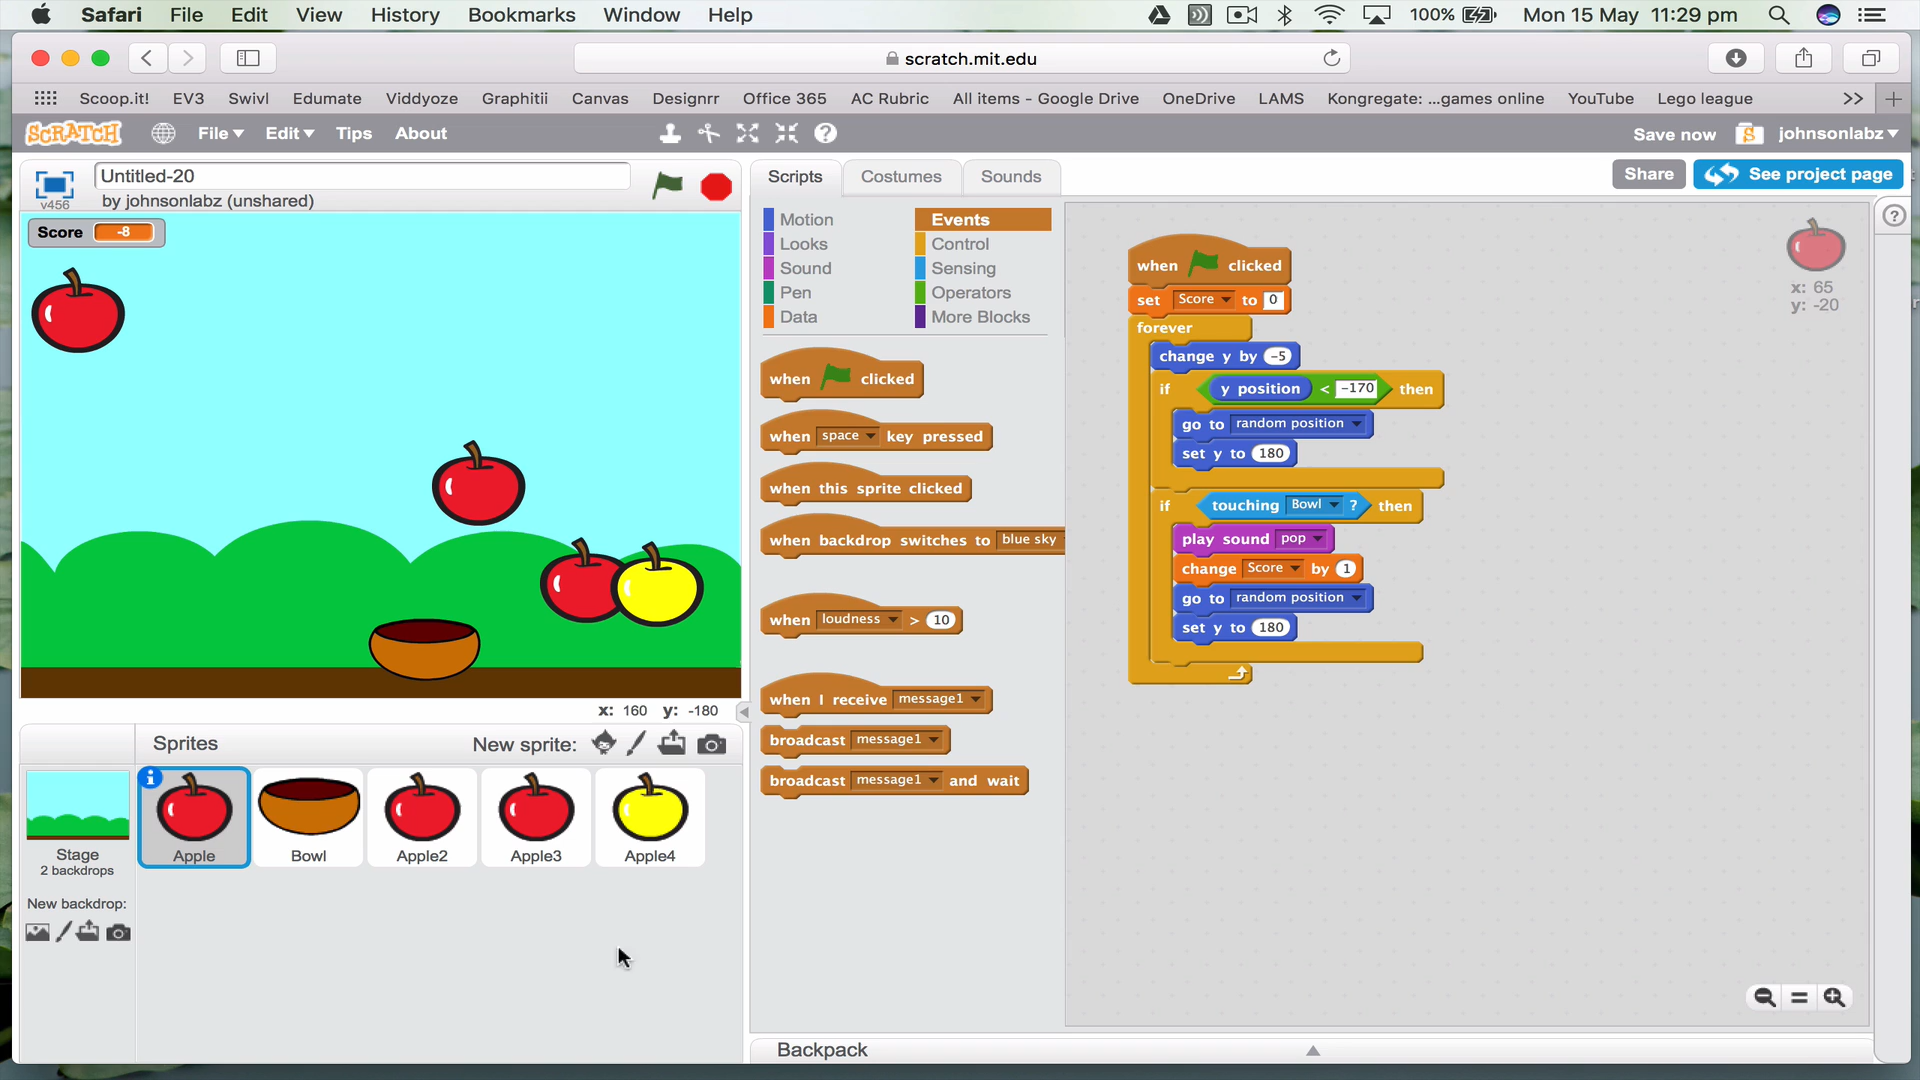 Safari File Edit View History Bookmarks Window Help 100% Mon 15 May 11:29 pm
scratch.mit.edu
Scoop.it! EV3 Swivl Edumate Viddyoze Graphitii Canvas Designrr Office 365 AC Rubric All items - Google Drive OneDrive LAMS Kongregate: ...games online YouTube Lego league >> +
SCRATCH File Edit Tips About Save now johnsonlabz
Untitled-20
by johnsonlabz (unshared)
v456
Scripts Costumes Sounds Share See project page
Score -8
Motion Events
Looks Control
Sound Sensing
Pen Operators
Data More Blocks
when clicked
when space key pressed
when this sprite clicked
when backdrop switches to blue sky
when loudness > 10
when I receive message1
broadcast message1
broadcast message1 and wait
when clicked
set Score to 0
forever
change y by -5
if y position < -170 then
go to random position
set y to 180
if touching Bowl ? then
play sound pop
change Score by 1
go to random position
set y to 180
x: 65
y: -20
x: 160 y: -180
Sprites New sprite:
Stage
2 backdrops
New backdrop:
Apple Bowl Apple2 Apple3 Apple4
Backpack